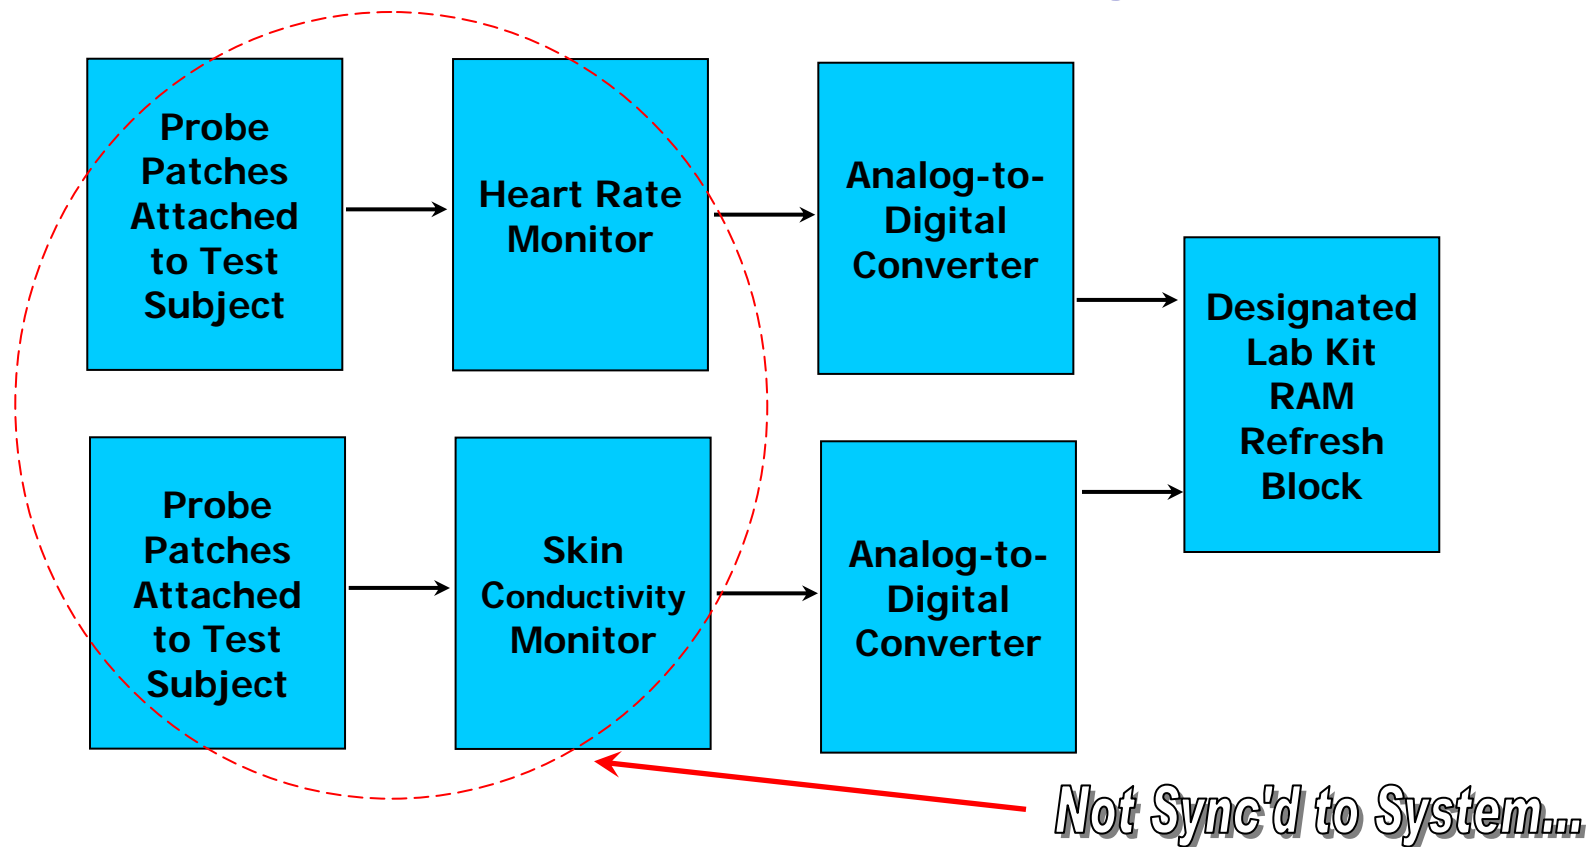 Probe
Patches
Attached
to Test
Subject
Heart Rate
Monitor
Analog-to-
Digital
Converter
Designated
Lab Kit
RAM
Refresh
Block
Probe
Patches
Attached
to Test
Subject
Skin
Conductivity
Monitor
Analog-to-
Digital
Converter
Not Sync'd to System...